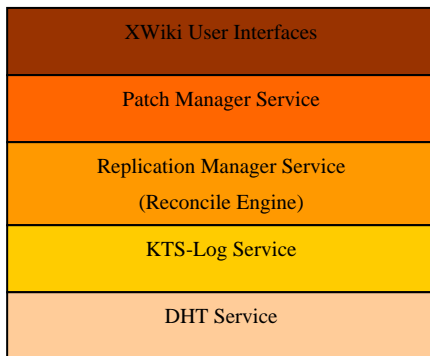 XWiki User Interfaces
Patch Manager Service
Replication Manager Service
(Reconcile Engine)
KTS-Log Service
DHT Service